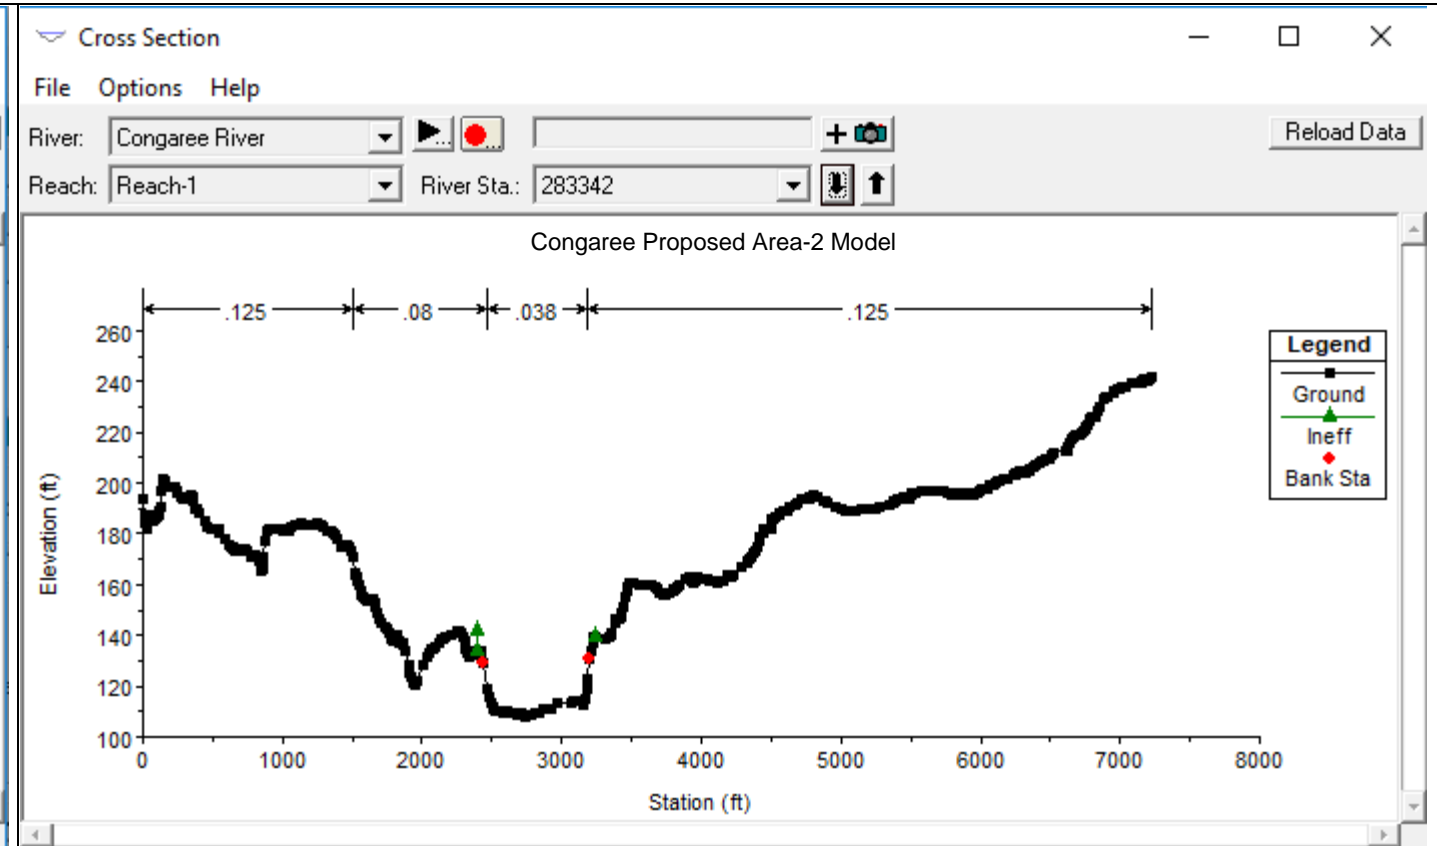 Cross Section
File Options Help
River: Congaree River ... ... + Reload Data
Reach: Reach-1 River Sta.: 283342
Congaree Proposed Area-2 Model
.125 .08 .038 .125
Legend
Ground
Ineff
Bank Sta
Elevation (ft)
260
240
220
200
180
160
140
120
100
0 1000 2000 3000 4000 5000 6000 7000 8000
Station (ft)